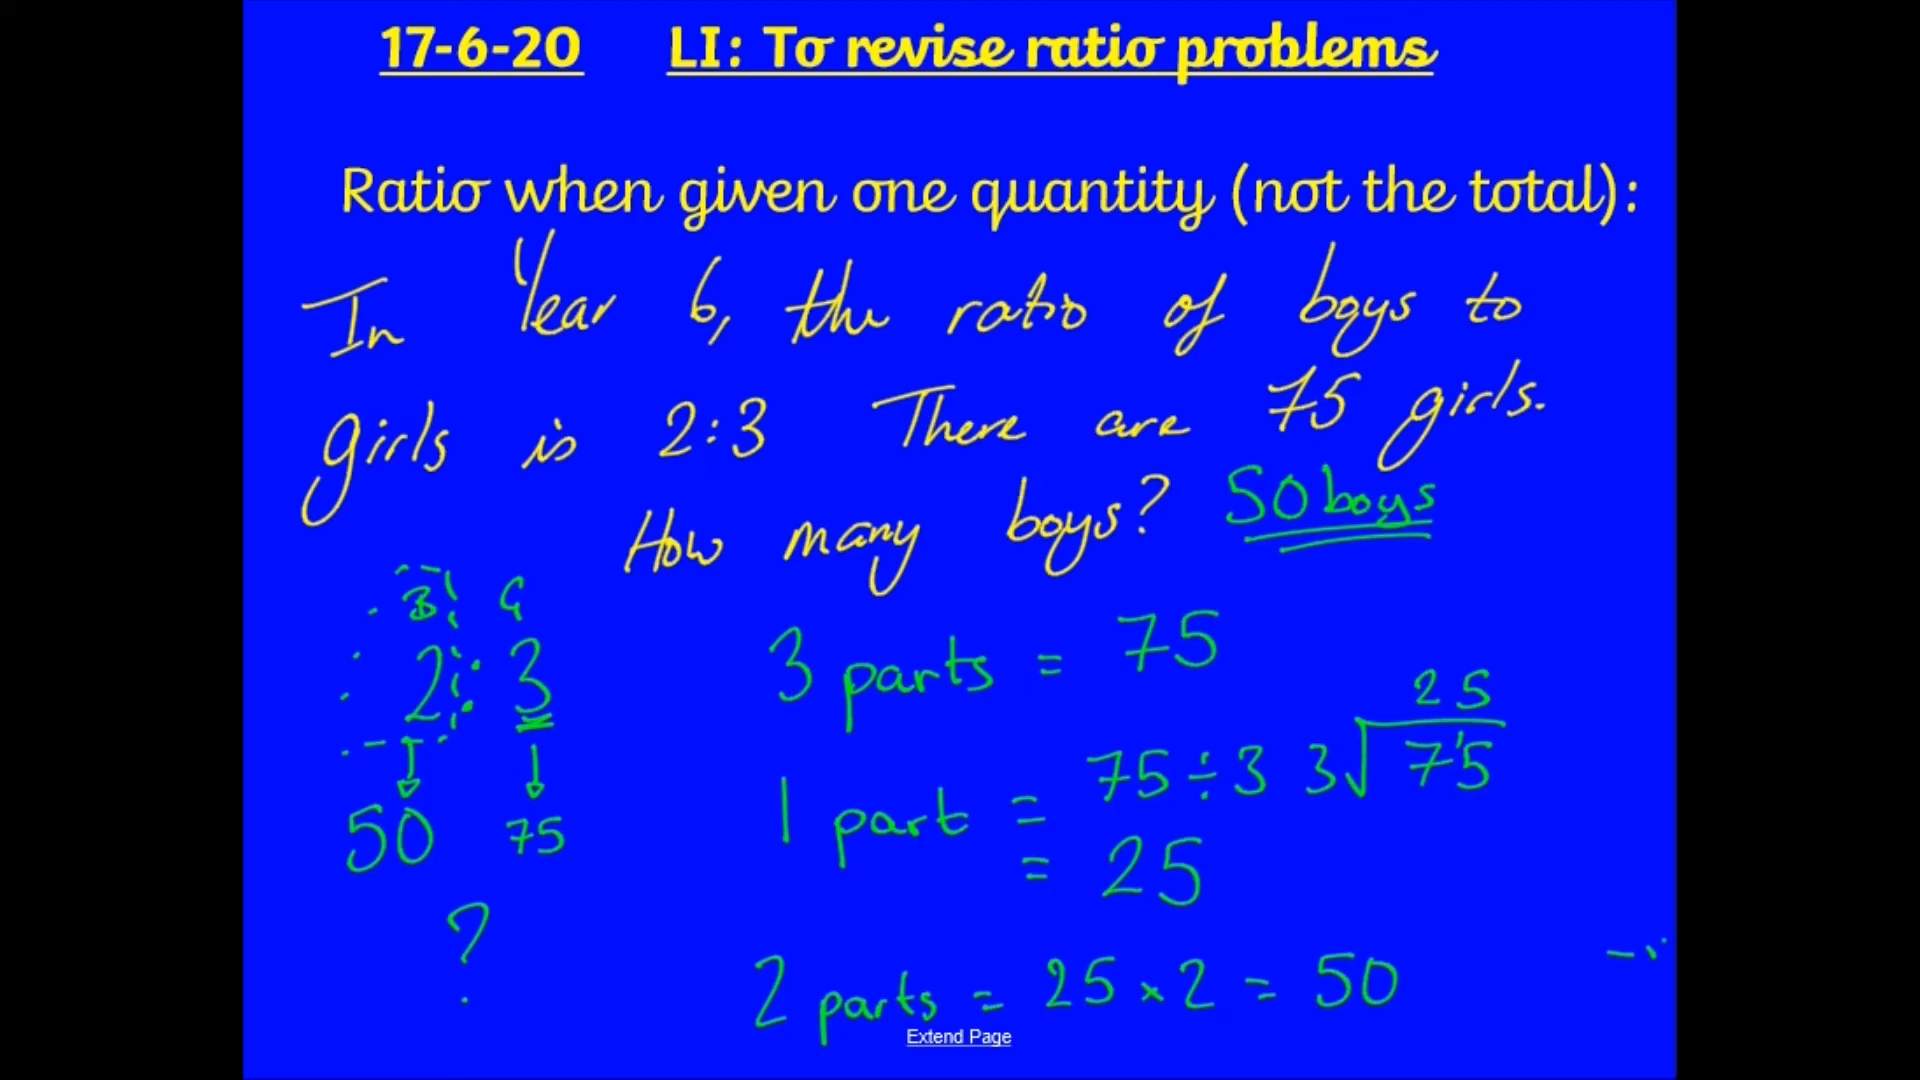 17-6-20 LI: To revise ratio problems
Ratio when given one quantity (not the total):
In Year 6, the ratio of boys to
girls is 2:3 There are 75 girls.
How many boys? 50 boys
B G
2 : 3
50 75
?
3 parts = 75
1 part = 75 ÷ 3
= 25
25
3√75
2 parts = 25 × 2 = 50
Extend Page